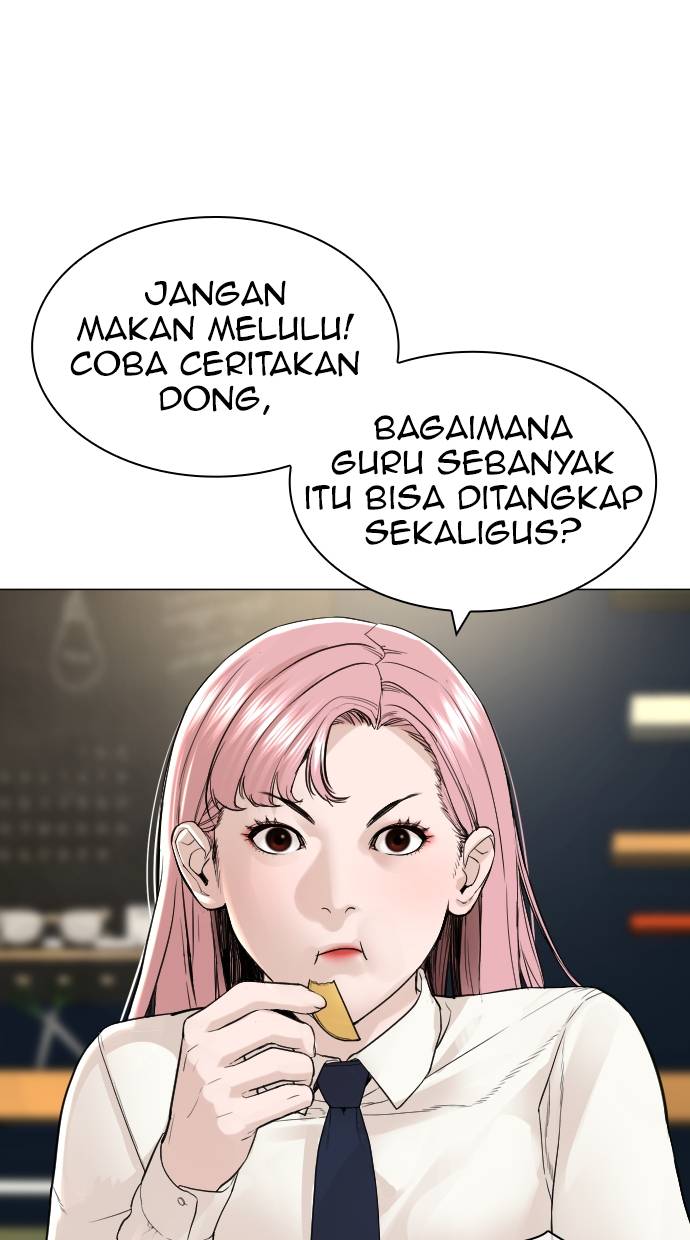 JANGAN
MAKAN MELULU!
COBA CERITAKAN
DONG,
BAGAIMANA
GURU SEBANYAK
ITU BISA DITANGKAP
SEKALIGUS?